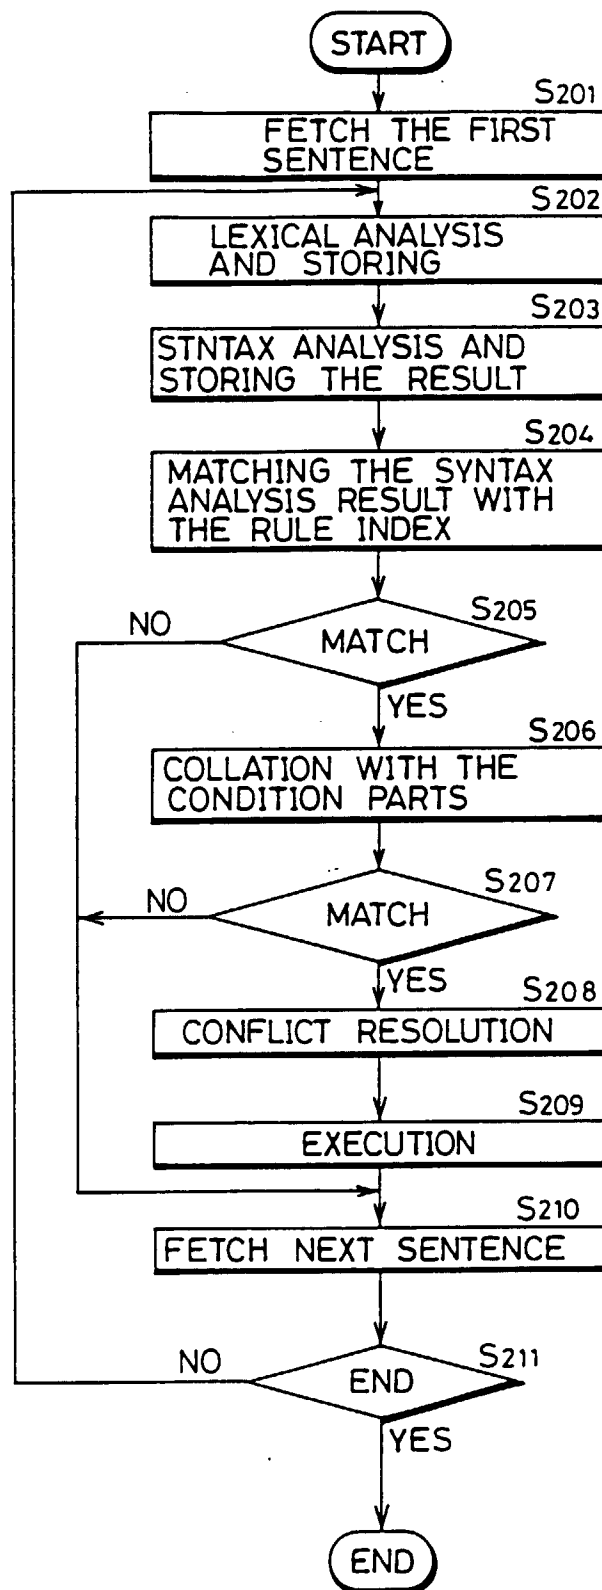 START
S201
FETCH THE FIRST
SENTENCE
S202
LEXICAL ANALYSIS
AND STORING
S203
STNTAX ANALYSIS AND
STORING THE RESULT
S204
MATCHING THE SYNTAX
ANALYSIS RESULT WITH
THE RULE INDEX
S205
NO
MATCH
YES
S206
COLLATION WITH THE
CONDITION PARTS
S207
NO
MATCH
YES
S208
CONFLICT RESOLUTION
S209
EXECUTION
S210
FETCH NEXT SENTENCE
S211
NO
END
YES
END